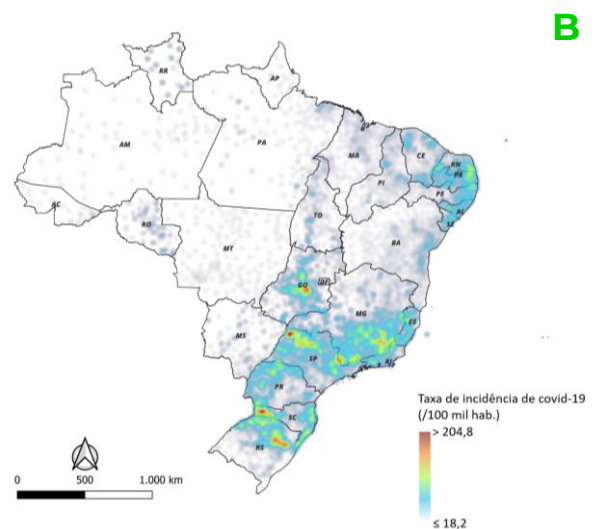 B
RR
AP
AM
PA
MA
CE
RN
PB
PI
PE
AL
SE
AC
RO
TO
MT
BA
GO
DF
MG
ES
MS
SP
RJ
PR
SC
RS
Taxa de incidência de covid-19
(/100 mil hab.)
> 204,8
≤ 18,2
0 500 1.000 km